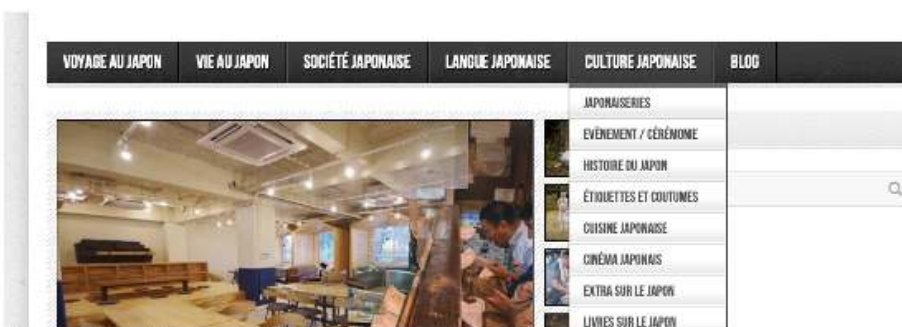 VOYAGE AU JAPON VIE AU JAPON SOCIÉTÉ JAPONAISE LANGUE JAPONAISE CULTURE JAPONAISE BLOG
JAPONAISERIES
EVÈNEMENT / CÉRÉMONIE
HISTOIRE DU JAPON
ÉTIQUETTES ET COUTUMES
CUISINE JAPONAISE
CINÉMA JAPONAIS
EXTRA SUR LE JAPON
LIVRES SUR LE JAPON